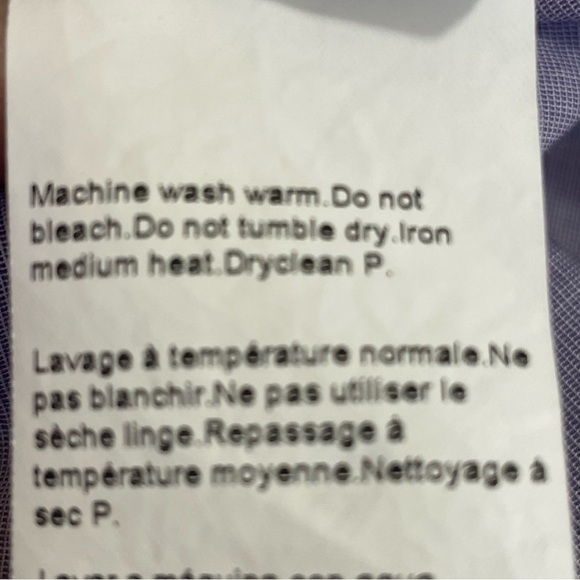 Machine wash warm.Do not
bleach.Do not tumble dry.Iron
medium heat.Dryclean P.
Lavage à température normale.Ne
pas blanchir.Ne pas utiliser le
sèche linge.Repassage à
température moyenne.Nettoyage à
sec P.